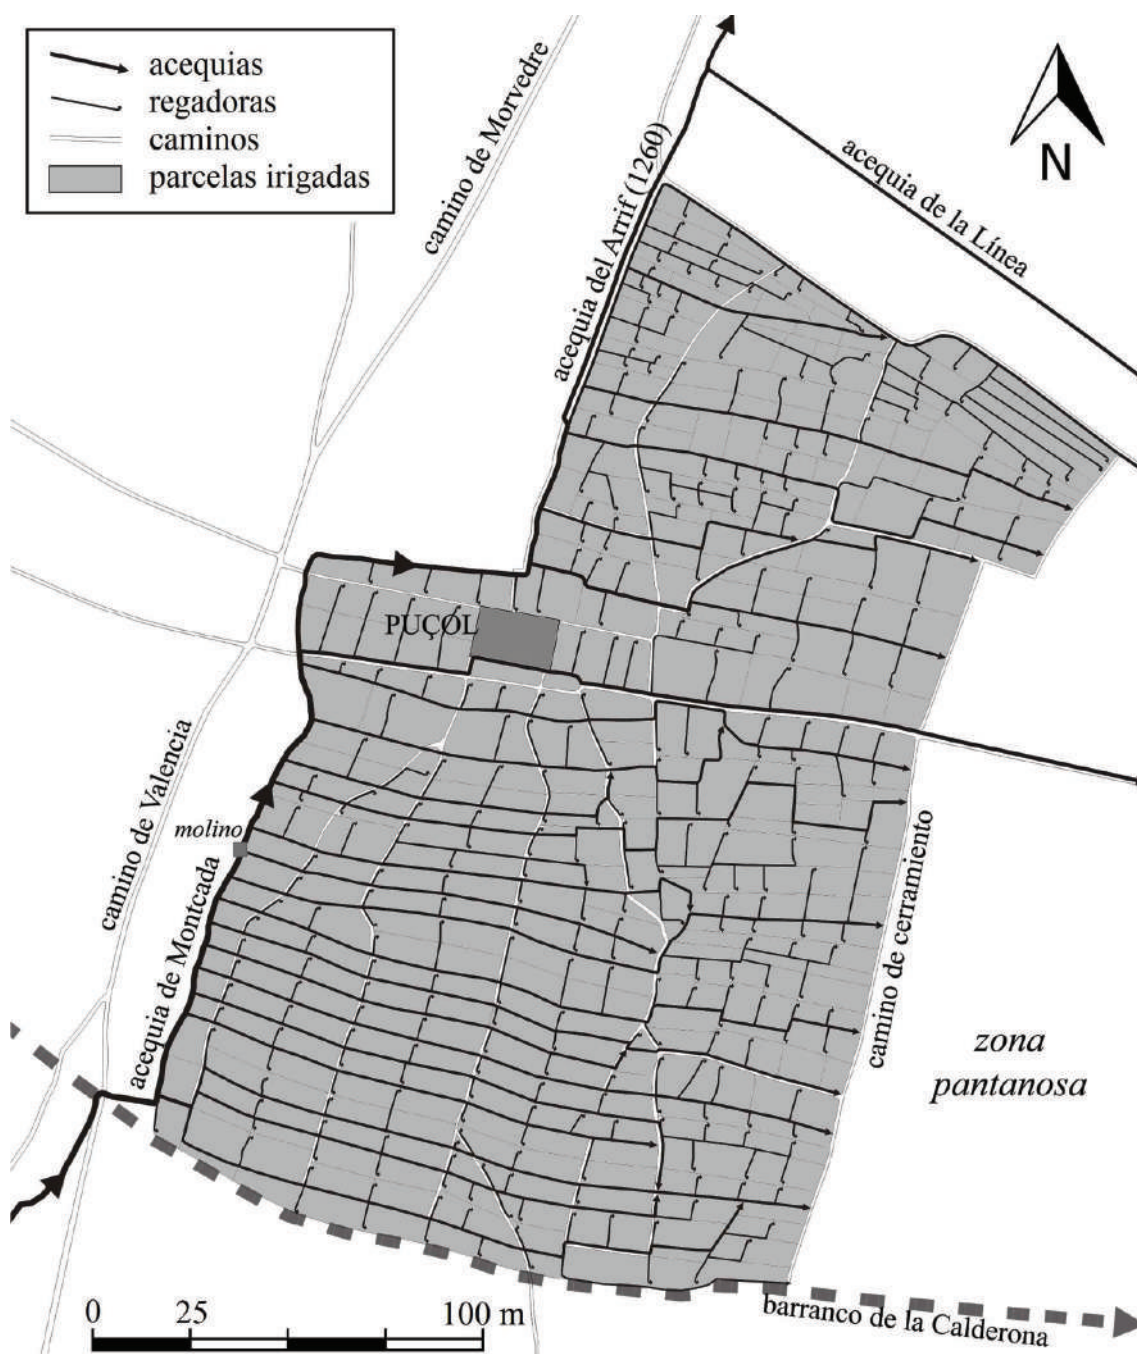 acequias
regadoras
caminos
parcelas irigadas
camino de Morvedre
acequia del Arrif (1260)
N
acequia de la Línea
PUÇOL
camino de Valencia
molino
acequia de Montcada
camino de cerramiento
zona
pantanosa
0 25 100 m
barranco de la Calderona